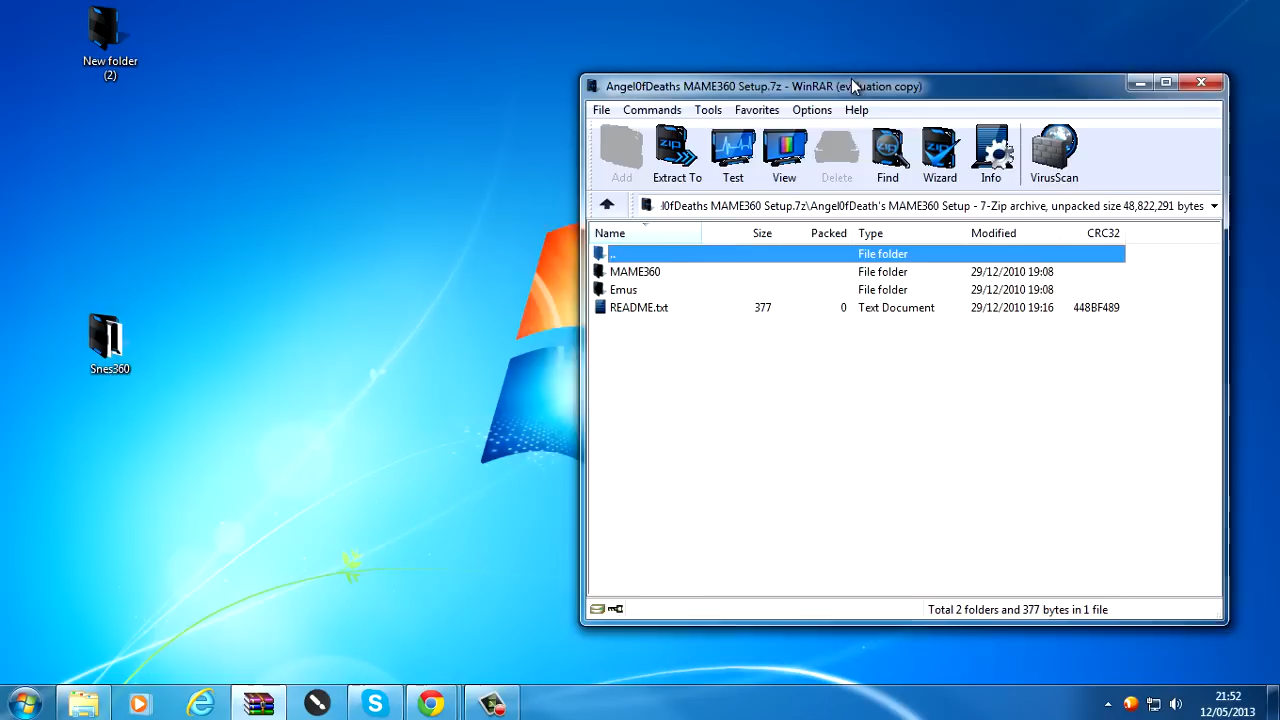 New folder
(2)
Snes360
Angel0fDeaths MAME360 Setup.7z - WinRAR (evaluation copy)
File Commands Tools Favorites Options Help
Add Extract To Test View Delete Find Wizard Info VirusScan
l0fDeaths MAME360 Setup.7z\Angel0fDeath's MAME360 Setup - 7-Zip archive, unpacked size 48,822,291 bytes
Name Size Packed Type Modified CRC32
.. File folder
MAME360 File folder 29/12/2010 19:08
Emus File folder 29/12/2010 19:08
README.txt 377 0 Text Document 29/12/2010 19:16 448BF489
Total 2 folders and 377 bytes in 1 file
21:52
12/05/2013